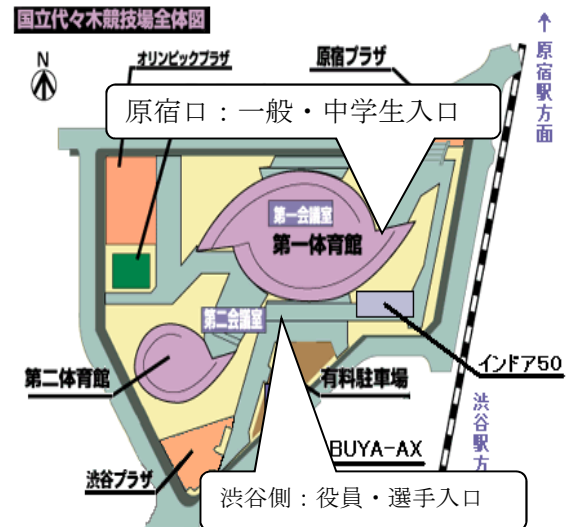 国立代々木競技場全体図
N
オリンピックプラザ
原宿プラザ
↑原宿駅方面
原宿口：一般・中学生入口
第一会議室
第一体育館
第二会議室
インドア50
第二体育館
有料駐車場
渋谷駅方
BUYA-AX
渋谷プラザ
渋谷側：役員・選手入口